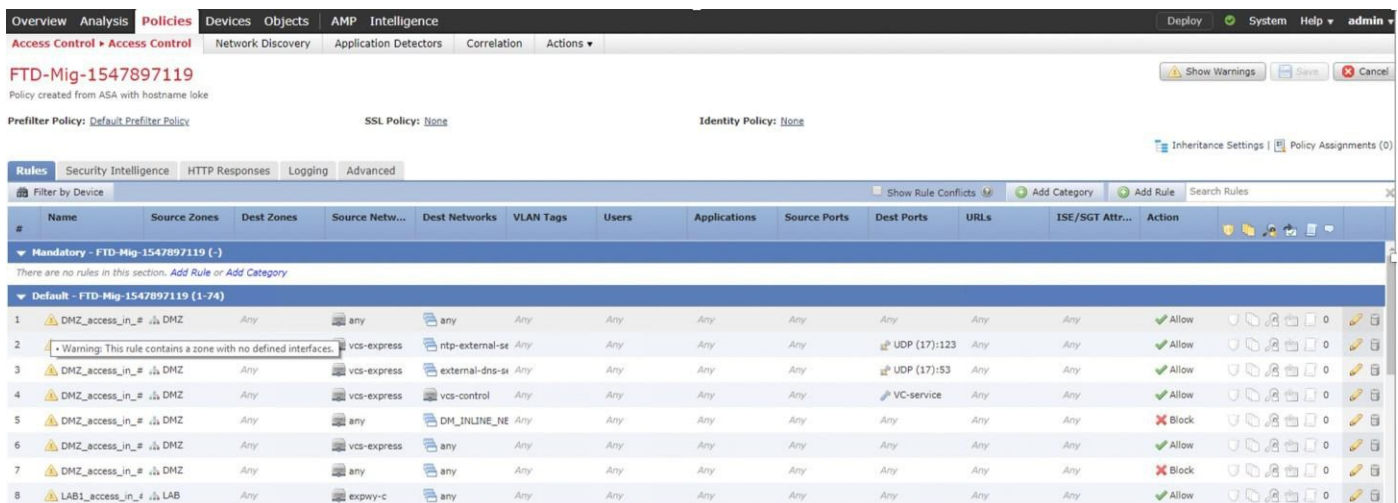 Overview Analysis Policies Devices Objects AMP Intelligence Deploy System Help ▾ admin ▾
Access Control ▸ Access Control Network Discovery Application Detectors Correlation Actions ▾
FTD-Mig-1547897119 Show Warnings Save Cancel
Policy created from ASA with hostname loke
Prefilter Policy: Default Prefilter Policy SSL Policy: None Identity Policy: None
Inheritance Settings | Policy Assignments (0)
Rules Security Intelligence HTTP Responses Logging Advanced
Filter by Device Show Rule Conflicts Add Category Add Rule Search Rules
# Name Source Zones Dest Zones Source Netw... Dest Networks VLAN Tags Users Applications Source Ports Dest Ports URLs ISE/SGT Attr... Action
Mandatory - FTD-Mig-1547897119 (-)
There are no rules in this section. Add Rule or Add Category
Default - FTD-Mig-1547897119 (1-74)
1 DMZ_access_in_# DMZ Any any any Any Any Any Any Any Any Any Allow 0
2 • Warning: This rule contains a zone with no defined interfaces. vcs-express ntp-external-se Any Any Any Any UDP (17):123 Any Any Allow 0
3 DMZ_access_in_# DMZ Any vcs-express external-dns-se Any Any Any Any UDP (17):53 Any Any Allow 0
4 DMZ_access_in_# DMZ Any vcs-express vcs-control Any Any Any Any VC-service Any Any Allow 0
5 DMZ_access_in_# DMZ Any any DM_INLINE_NE Any Any Any Any Any Any Any Block 0
6 DMZ_access_in_# DMZ Any vcs-express any Any Any Any Any Any Any Any Allow 0
7 DMZ_access_in_# DMZ Any any any Any Any Any Any Any Any Any Block 0
8 LAB1_access_in_# LAB Any expwy-c any Any Any Any Any Any Any Any Allow 0